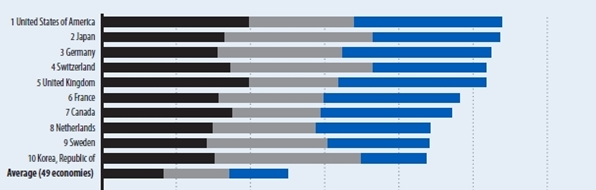 1 United States of America
2 Japan
3 Germany
4 Switzerland
5 United Kingdom
6 France
7 Canada
8 Netherlands
9 Sweden
10 Korea, Republic of
Average (49 economies)